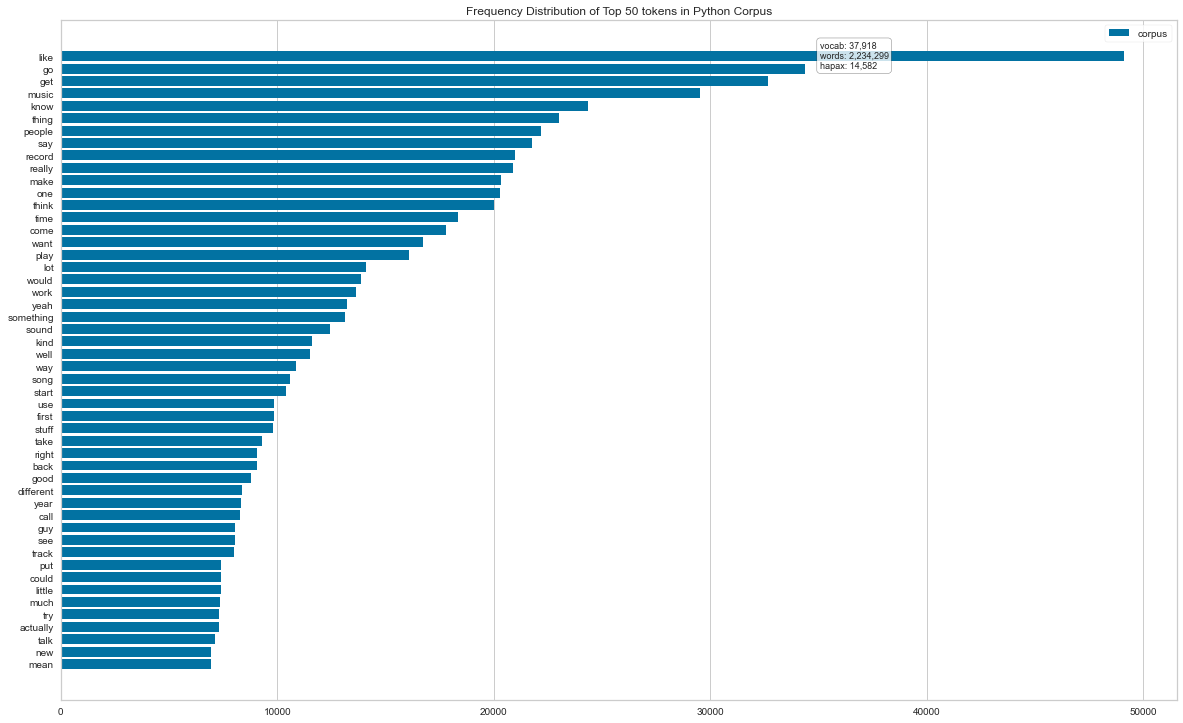 Frequency Distribution of Top 50 tokens in Python Corpus
corpus
vocab: 37,918
words: 2,234,299
hapax: 14,582
like
go
get
music
know
thing
people
say
record
really
make
one
think
time
come
want
play
lot
would
work
yeah
something
sound
kind
well
way
song
start
use
first
stuff
take
right
back
good
different
year
call
guy
see
track
put
could
little
much
try
actually
talk
new
mean
0 10000 20000 30000 40000 50000